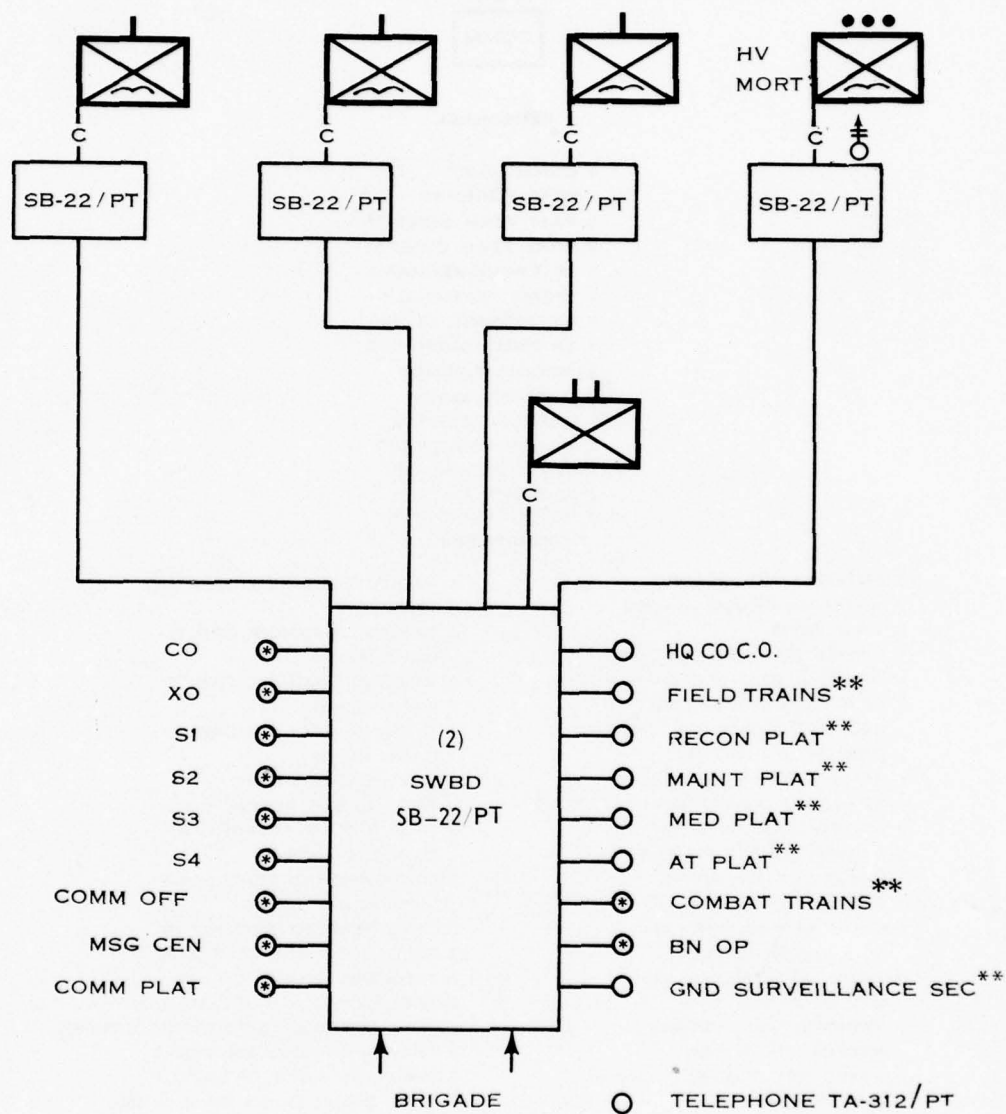 HV
MORT
C
C
C
C
SB-22/PT
SB-22/PT
SB-22/PT
SB-22/PT
C
CO
XO
S1
S2
S3
S4
COMM OFF
MSG CEN
COMM PLAT
(2)
SWBD
SB-22/PT
HQ CO C.O.
FIELD TRAINS**
RECON PLAT**
MAINT PLAT**
MED PLAT**
AT PLAT**
COMBAT TRAINS**
BN OP
GND SURVEILLANCE SEC**
BRIGADE
TELEPHONE TA-312/PT